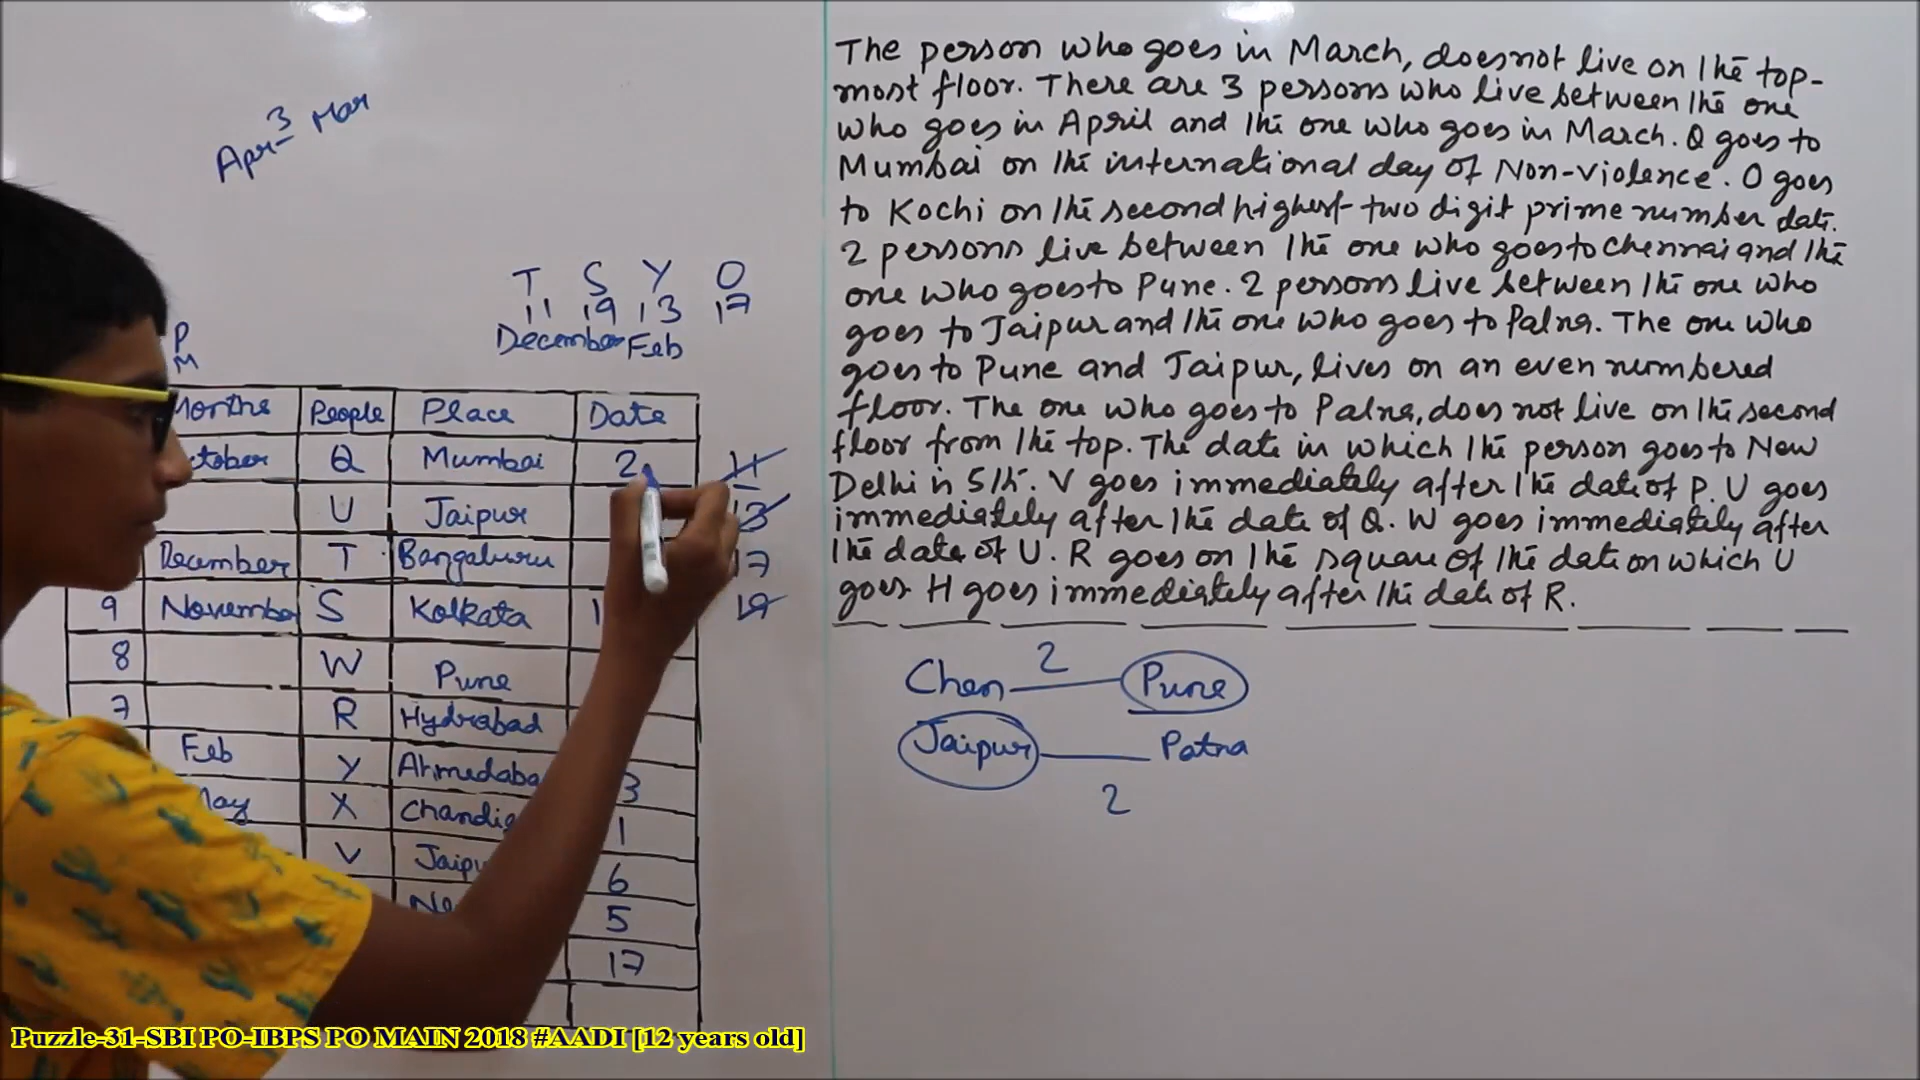 Apr 3 Mar
T S Y O
11 19 13 17
December Feb
P
M
Months People Place Date
ctober Q Mumbai 2 11
U Jaipur 13
December T Bangaluru 17
9 November S Kolkata 1 19
8 W Pune
7 R Hydrabad
Feb Y Ahmedaba 3
May X Chandig 1
V Jaipu 6
Ne 5
17
The person who goes in March, doesnot live on the top-
most floor. There are 3 persons who live between the one
who goes in April and the one who goes in March. Q goes to
Mumbai on the international day of Non-violence. O goes
to Kochi on the second highest two digit prime number date.
2 persons live between the one who goes to chennai and the
one who goes to Pune. 2 persons live between the one who
goes to Jaipur and the one who goes to Patna. The one who
goes to Pune and Jaipur, lives on an even numbered
floor. The one who goes to Patna, does not live on the second
floor from the top. The date in which the person goes to New
Delhi is 5th. V goes immediately after the date of P. U goes
immediately after the date of Q. W goes immediately after
the date of U. R goes on the square of the date on which U
goes H goes immediately after the date of R.
Chen 2 Pune
Jaipur Patna
2
Puzzle-31-SBI PO-IBPS PO MAIN 2018 #AADI [12 years old]